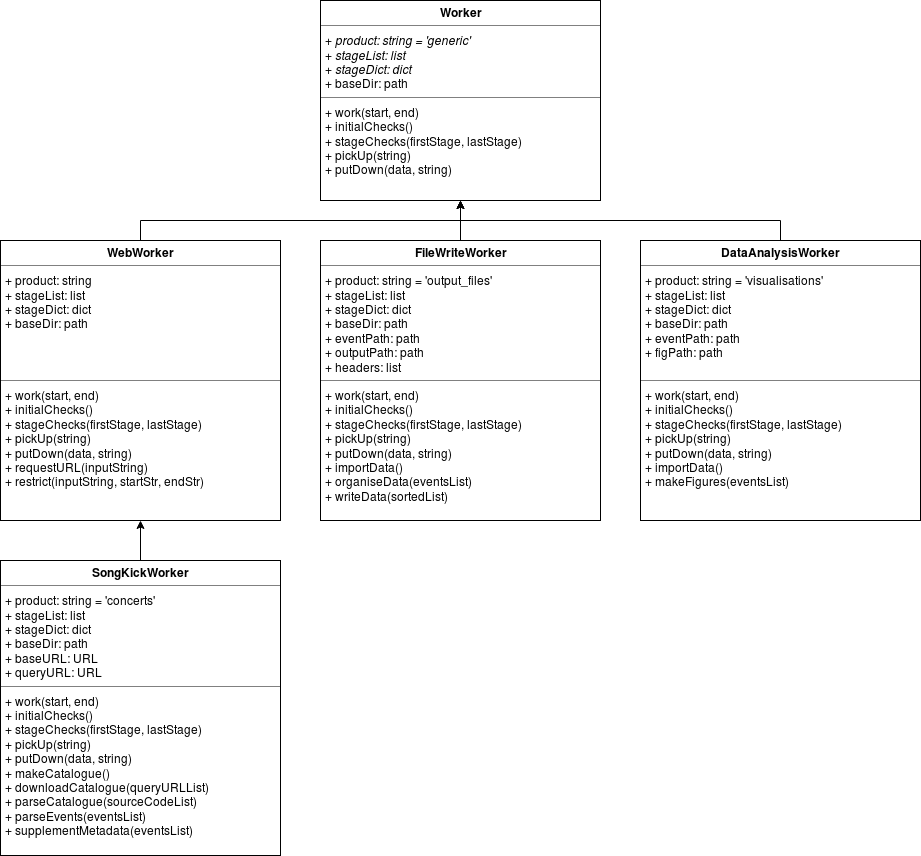 Worker
+ product: string = 'generic'
+ stageList: list
+ stageDict: dict
+ baseDir: path
+ work(start, end)
+ initialChecks()
+ stageChecks(firstStage, lastStage)
+ pickUp(string)
+ putDown(data, string)
WebWorker
+ product: string
+ stageList: list
+ stageDict: dict
+ baseDir: path
+ work(start, end)
+ initialChecks()
+ stageChecks(firstStage, lastStage)
+ pickUp(string)
+ putDown(data, string)
+ requestURL(inputString)
+ restrict(inputString, startStr, endStr)
FileWriteWorker
+ product: string = 'output_files'
+ stageList: list
+ stageDict: dict
+ baseDir: path
+ eventPath: path
+ outputPath: path
+ headers: list
+ work(start, end)
+ initialChecks()
+ stageChecks(firstStage, lastStage)
+ pickUp(string)
+ putDown(data, string)
+ importData()
+ organiseData(eventsList)
+ writeData(sortedList)
DataAnalysisWorker
+ product: string = 'visualisations'
+ stageList: list
+ stageDict: dict
+ baseDir: path
+ eventPath: path
+ figPath: path
+ work(start, end)
+ initialChecks()
+ stageChecks(firstStage, lastStage)
+ pickUp(string)
+ putDown(data, string)
+ importData()
+ makeFigures(eventsList)
SongKickWorker
+ product: string = 'concerts'
+ stageList: list
+ stageDict: dict
+ baseDir: path
+ baseURL: URL
+ queryURL: URL
+ work(start, end)
+ initialChecks()
+ stageChecks(firstStage, lastStage)
+ pickUp(string)
+ putDown(data, string)
+ makeCatalogue()
+ downloadCatalogue(queryURLList)
+ parseCatalogue(sourceCodeList)
+ parseEvents(eventsList)
+ supplementMetadata(eventsList)